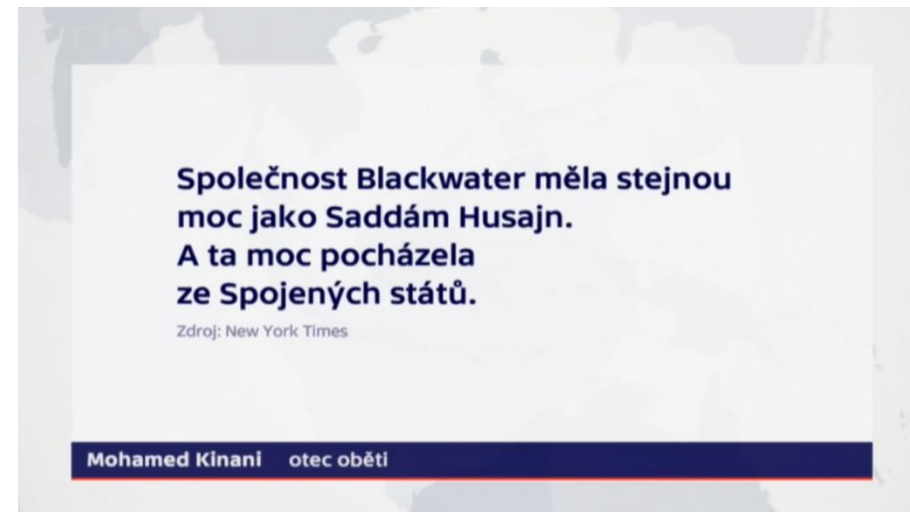 Společnost Blackwater měla stejnou
moc jako Saddám Husajn.
A ta moc pocházela
ze Spojených států.
Zdroj: New York Times
Mohamed Kinani otec oběti